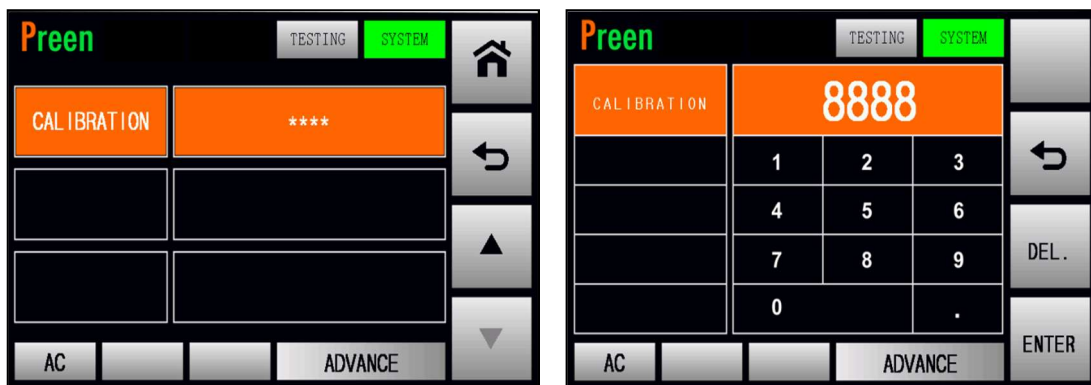 Preen TESTING SYSTEM
CALIBRATION ****
AC ADVANCE
Preen TESTING SYSTEM
CALIBRATION 8888
1 2 3
4 5 6
7 8 9
DEL.
0 .
ENTER
AC ADVANCE